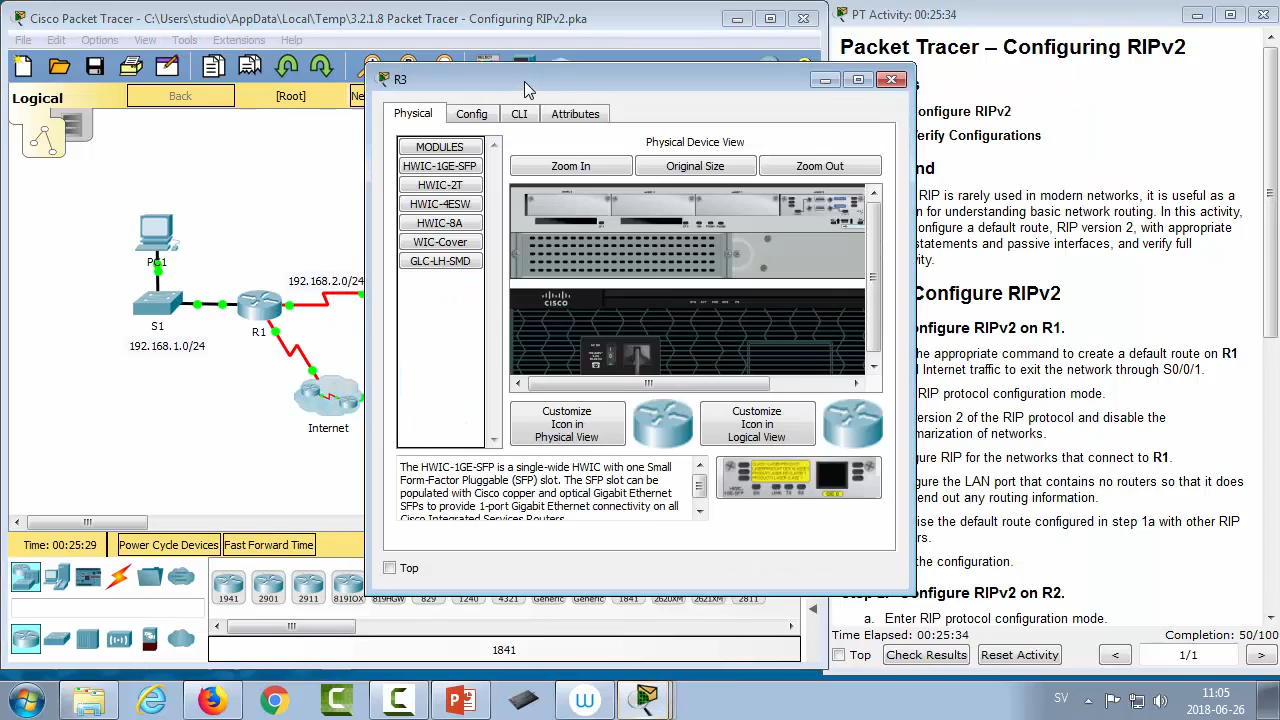 Cisco Packet Tracer - C:\Users\studio\AppData\Local\Temp\3.2.1.8 Packet Tracer - Configuring RIPv2.pka
File Edit Options View Tools Extensions Help
Logical
Back
[Root]
PC1
S1
192.168.1.0/24
R1
192.168.2.0/24
Internet
Time: 00:25:29
Power Cycle Devices
Fast Forward Time
1941 2901 2911 819IOX 819HGW 829 1240 4321 Generic Generic 1841 2620XM 2621XM 2811
1841
R3
Physical
Config
CLI
Attributes
MODULES
HWIC-1GE-SFP
HWIC-2T
HWIC-4ESW
HWIC-8A
WIC-Cover
GLC-LH-SMD
Physical Device View
Zoom In
Original Size
Zoom Out
CISCO
Customize
Icon in
Physical View
Customize
Icon in
Logical View
The HWIC-1GE-SFP is a single-wide HWIC with one Small
Form-Factor Pluggable (SFP) slot. The SFP slot can be
populated with Cisco copper and optical Gigabit Ethernet
SFPs to provide 1-port Gigabit Ethernet connectivity on all
Cisco Integrated Services Routers.
Top
PT Activity: 00:25:34
Packet Tracer – Configuring RIPv2
s
onfigure RIPv2
erify Connections
nd
RIP is rarely used in modern networks, it is useful as a
n for understanding basic network routing. In this activity,
onfigure a default route, RIP version 2, with appropriate
statements and passive interfaces, and verify full
vity.
Configure RIPv2
onfigure RIPv2 on R1.
he appropriate command to create a default route on R1
l Internet traffic to exit the network through S0/0/1.
RIP protocol configuration mode.
ersion 2 of the RIP protocol and disable the
marization of networks.
gure RIP for the networks that connect to R1.
gure the LAN port that contains no routers so that it does
end out any routing information.
tise the default route configured in step 1a with other RIP
rs.
the configuration.
Step 2: Configure RIPv2 on R2.
a. Enter RIP protocol configuration mode.
Time Elapsed: 00:25:34
Completion: 50/100
Top
Check Results
Reset Activity
<
1/1
>
SV
11:05
2018-06-26